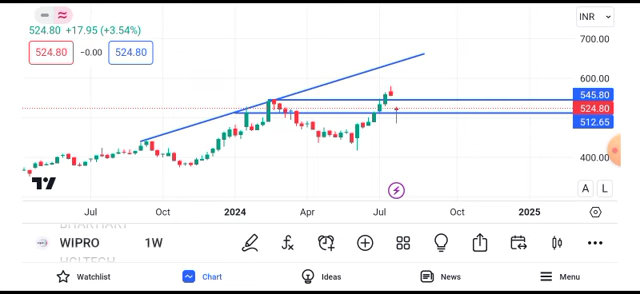 INR
524.80 +17.95 (+3.54%)
524.80 −0.00 524.80
700.00
600.00
545.80
524.80
512.65
400.00
A L
Jul Oct 2024 Apr Jul Oct 2025
WIPRO 1W
HCLTECH
Watchlist Chart Ideas News Menu